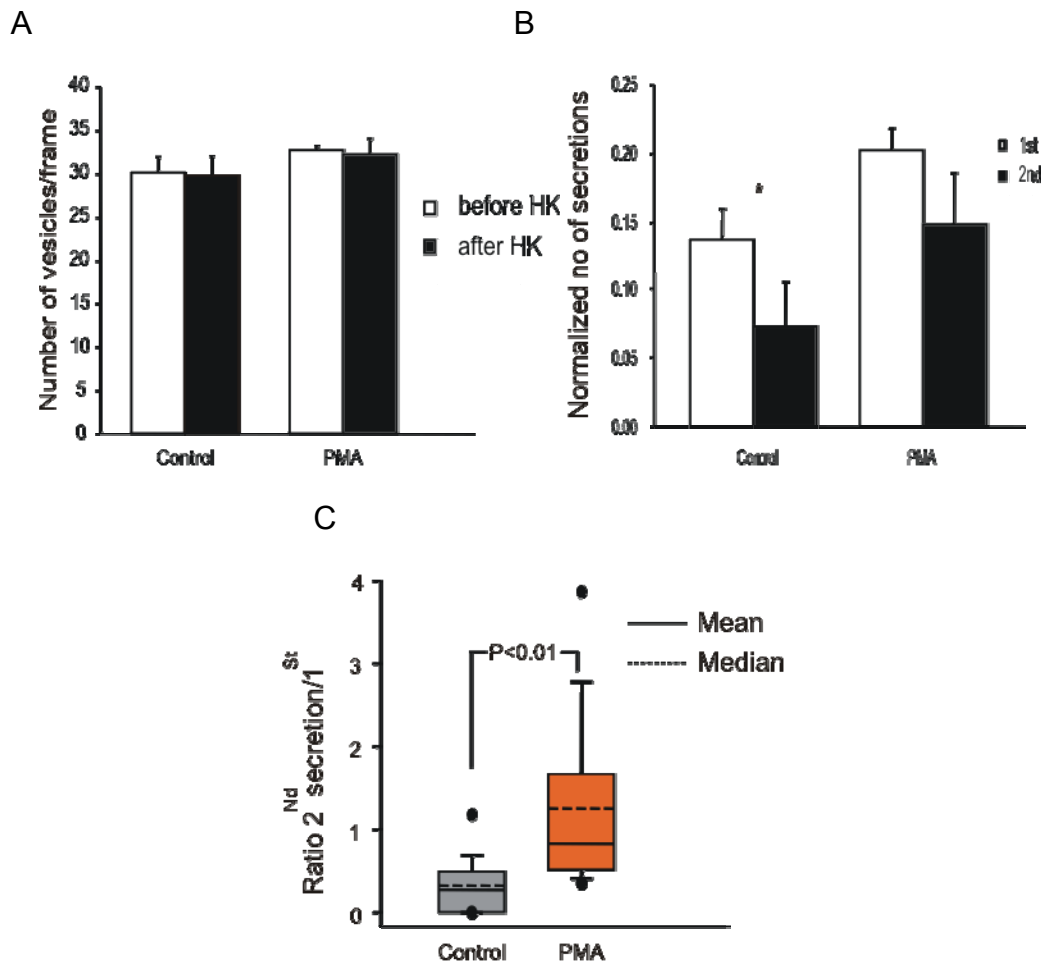 A
B
Number of vesicles/frame
40
35
30
25
20
15
10
5
0
Control
PMA
before HK
after HK
Normalized no of secretions
0.25
0.20
0.15
0.10
0.05
0.00
*
Control
PMA
1st
2nd
C
Ratio 2Nd secretion/1St
4
3
2
1
0
P<0.01
Control
PMA
Mean
Median